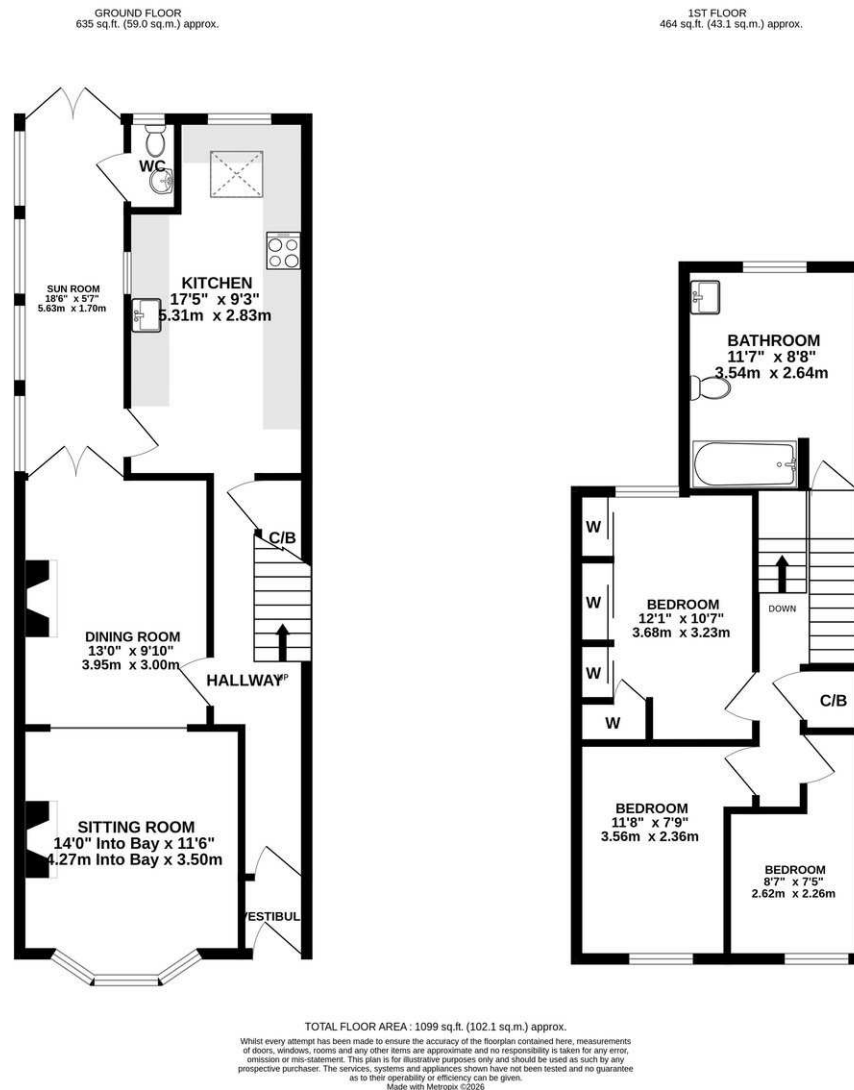 GROUND FLOOR
635 sq.ft. (59.0 sq.m.) approx.
1ST FLOOR
464 sq.ft. (43.1 sq.m.) approx.
WC
SUN ROOM
18'6" x 5'7"
5.63m x 1.70m
KITCHEN
17'5" x 9'3"
5.31m x 2.83m
C/B
DINING ROOM
13'0" x 9'10"
3.95m x 3.00m
HALLWAY
UP
SITTING ROOM
14'0" Into Bay x 11'6"
4.27m Into Bay x 3.50m
VESTIBUL
BATHROOM
11'7" x 8'8"
3.54m x 2.64m
W
W
W
W
BEDROOM
12'1" x 10'7"
3.68m x 3.23m
DOWN
C/B
BEDROOM
11'8" x 7'9"
3.56m x 2.36m
BEDROOM
8'7" x 7'5"
2.62m x 2.26m
TOTAL FLOOR AREA : 1099 sq.ft. (102.1 sq.m.) approx.
Whilst every attempt has been made to ensure the accuracy of the floorplan contained here, measurements
of doors, windows, rooms and any other items are approximate and no responsibility is taken for any error,
omission or mis-statement. This plan is for illustrative purposes only and should be used as such by any
prospective purchaser. The services, systems and appliances shown have not been tested and no guarantee
as to their operability or efficiency can be given.
Made with Metropix ©2026